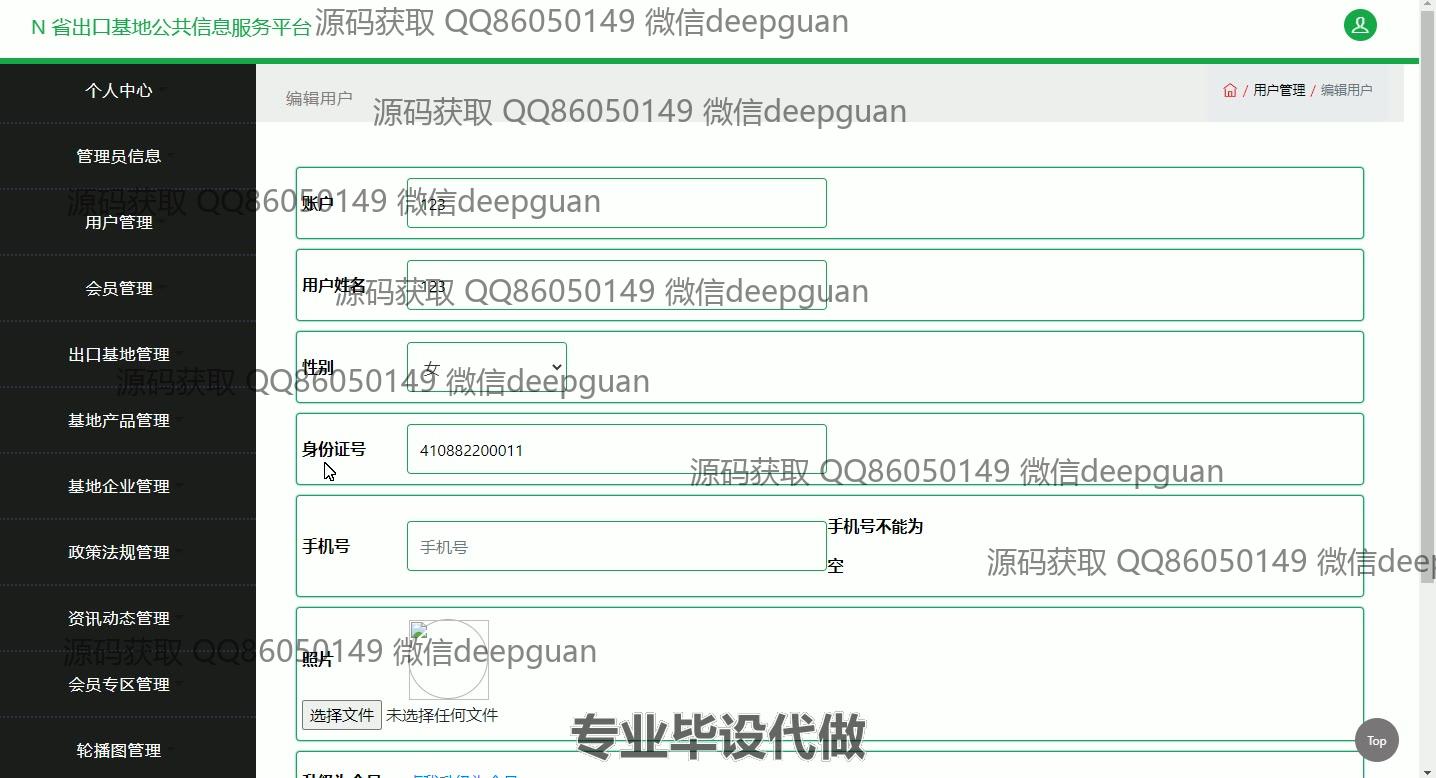 N 省出口基地公共信息服务平台
源码获取 QQ86050149 微信deepguan
个人中心
管理员信息
用户管理
会员管理
出口基地管理
基地产品管理
基地企业管理
政策法规管理
资讯动态管理
会员专区管理
轮播图管理
编辑用户
源码获取 QQ86050149 微信deepguan
/ 用户管理 / 编辑用户
源码获取 QQ86050149 微信deepguan
账户
123
用户姓名
123
源码获取 QQ86050149 微信deepguan
性别
女
源码获取 QQ86050149 微信deepguan
身份证号
410882200011
源码获取 QQ86050149 微信deepguan
手机号
手机号
手机号不能为
空
源码获取 QQ86050149 微信deep
源码获取 QQ86050149 微信deepguan
照片
选择文件 未选择任何文件
专业毕设代做
Top